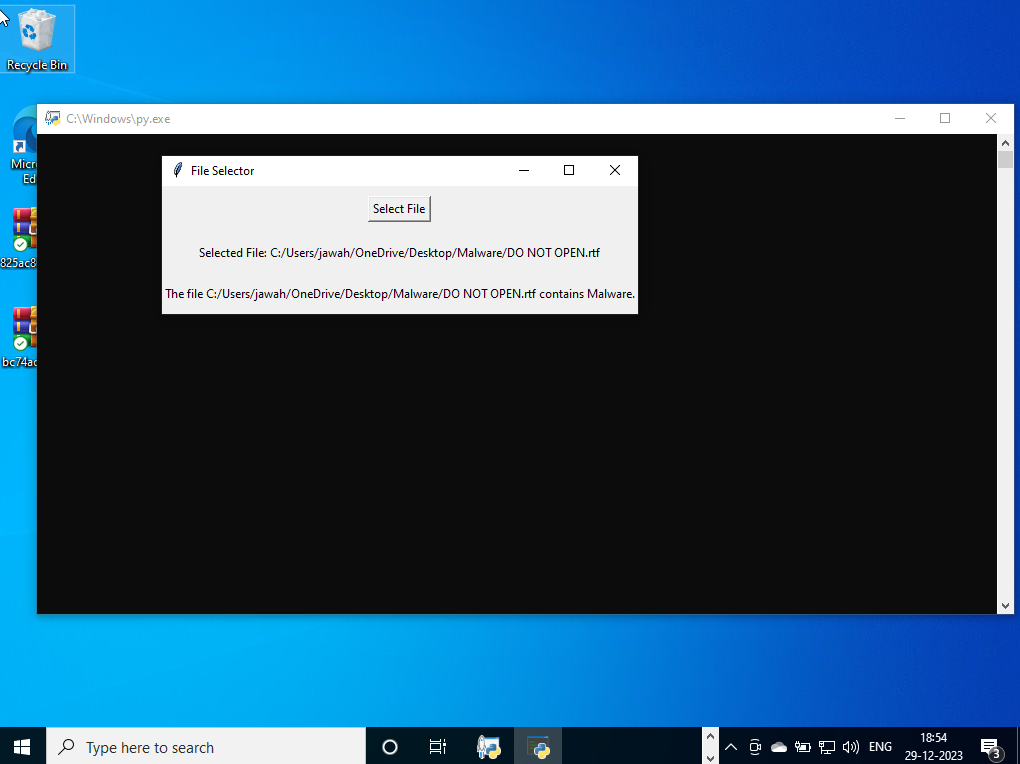 Recycle Bin
C:\Windows\py.exe
File Selector
Select File
Selected File: C:/Users/jawah/OneDrive/Desktop/Malware/DO NOT OPEN.rtf
The file C:/Users/jawah/OneDrive/Desktop/Malware/DO NOT OPEN.rtf contains Malware.
Micr
Ed
825ac8
bc74ac
Type here to search
ENG
18:54
29-12-2023
3